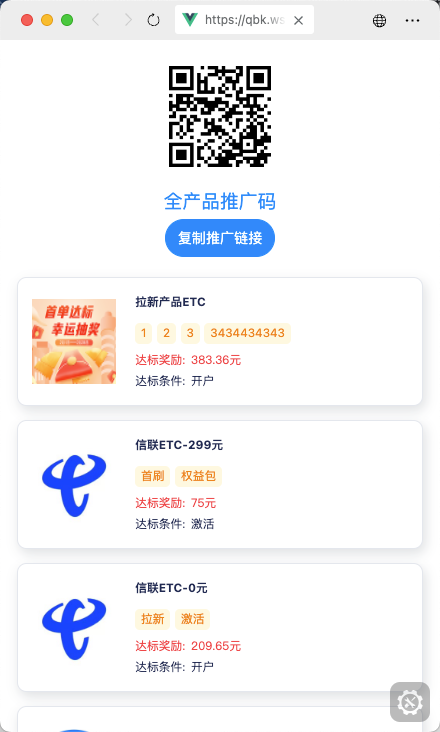 https://qbk.ws
全产品推广码
复制推广链接
首单达标
幸运抽奖
拉新产品ETC
1 2 3 3434434343
达标奖励: 383.36元
达标条件: 开户
信联ETC-299元
首刷 权益包
达标奖励: 75元
达标条件: 激活
信联ETC-0元
拉新 激活
达标奖励: 209.65元
达标条件: 开户